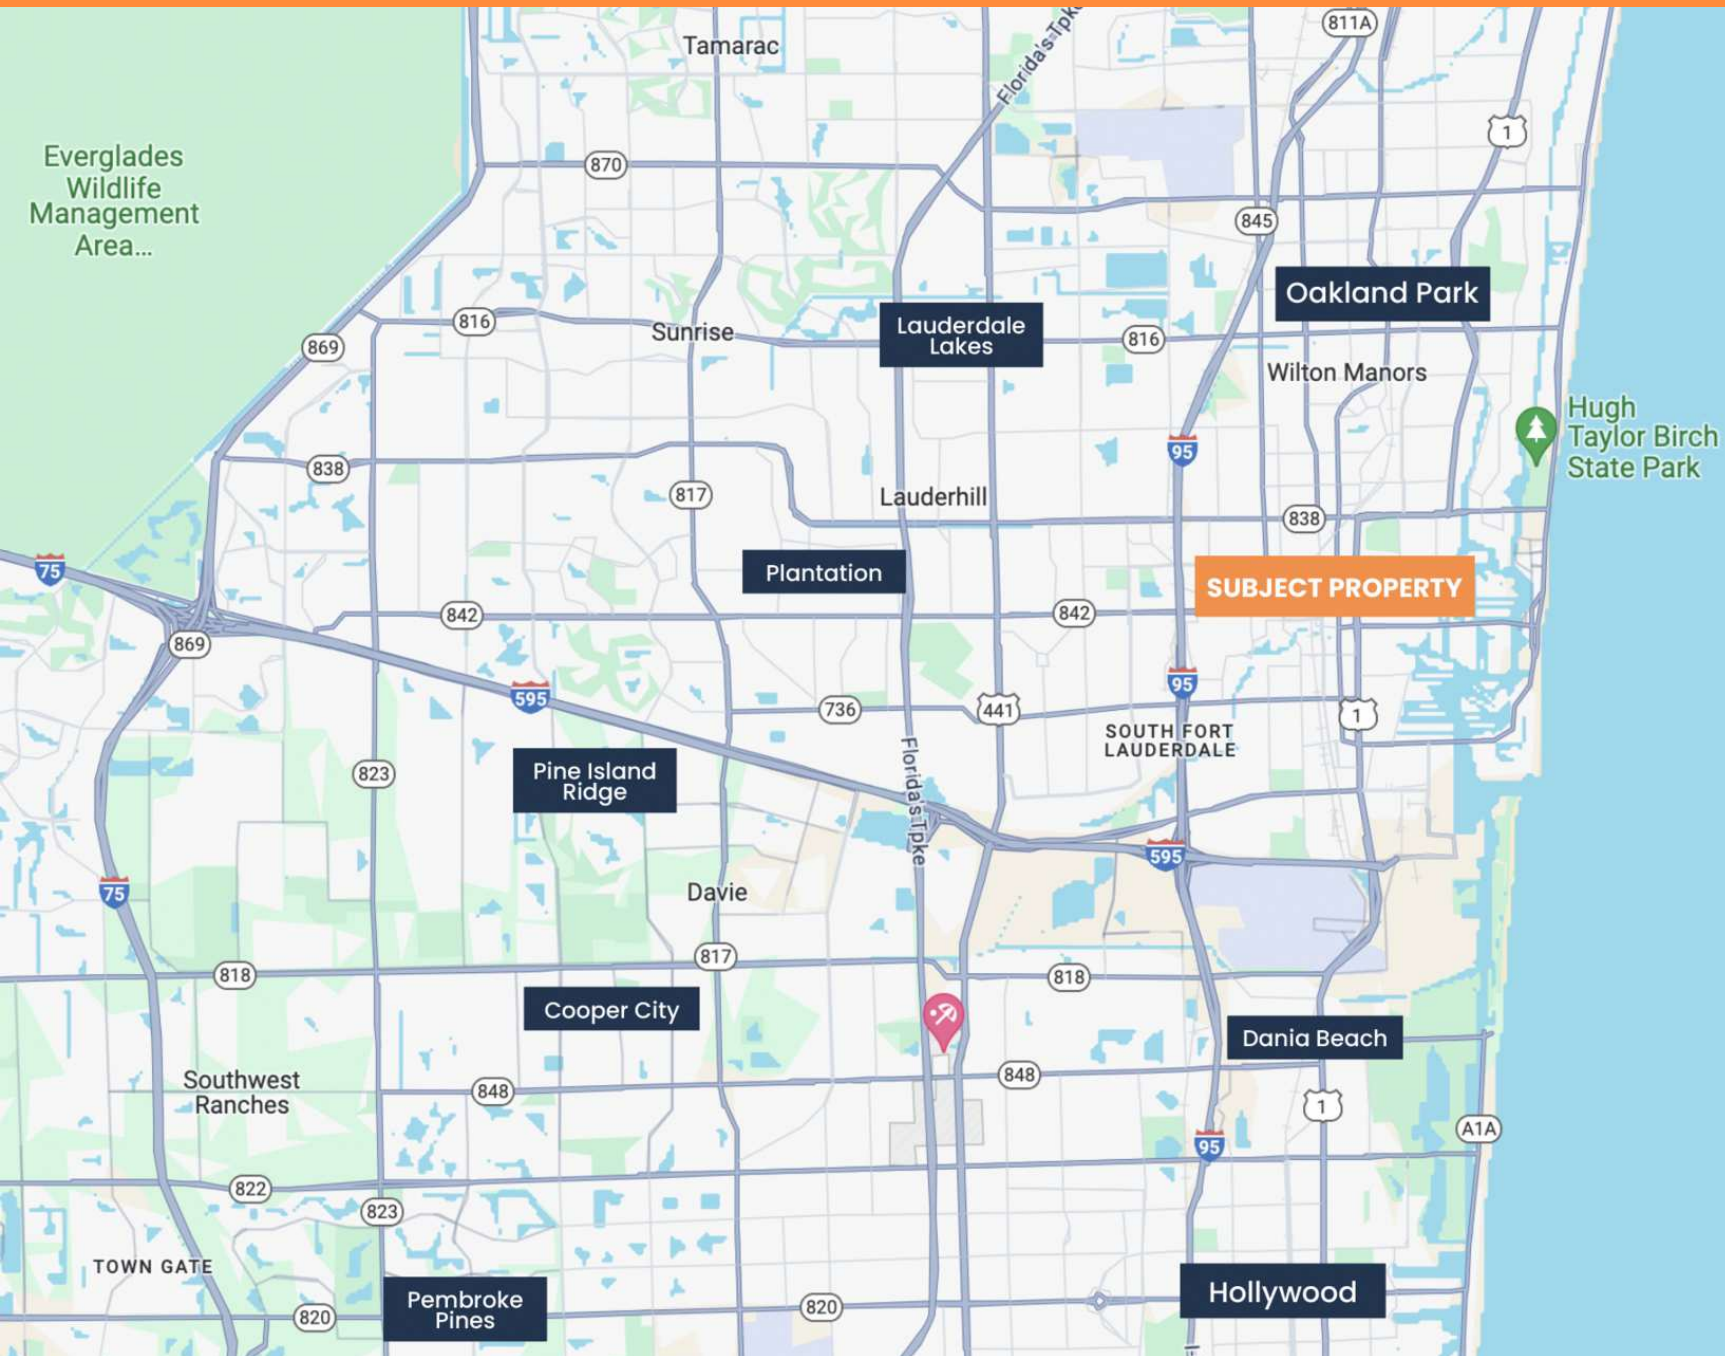 811A
Tamarac
Florida's Tpke
1
Everglades
Wildlife
Management
Area...
870
845
Oakland Park
816
Lauderdale
Lakes
Sunrise
816
869
Wilton Manors
Hugh
Taylor Birch
State Park
95
838
817
Lauderhill
838
75
Plantation
SUBJECT PROPERTY
842
842
869
595
95
736
441
1
SOUTH FORT
LAUDERDALE
Florida's Tpke
Pine Island
Ridge
823
595
75
Davie
817
818
818
Cooper City
Dania Beach
Southwest
Ranches
848
848
1
A1A
95
822
823
TOWN GATE
Pembroke
Pines
Hollywood
820
820